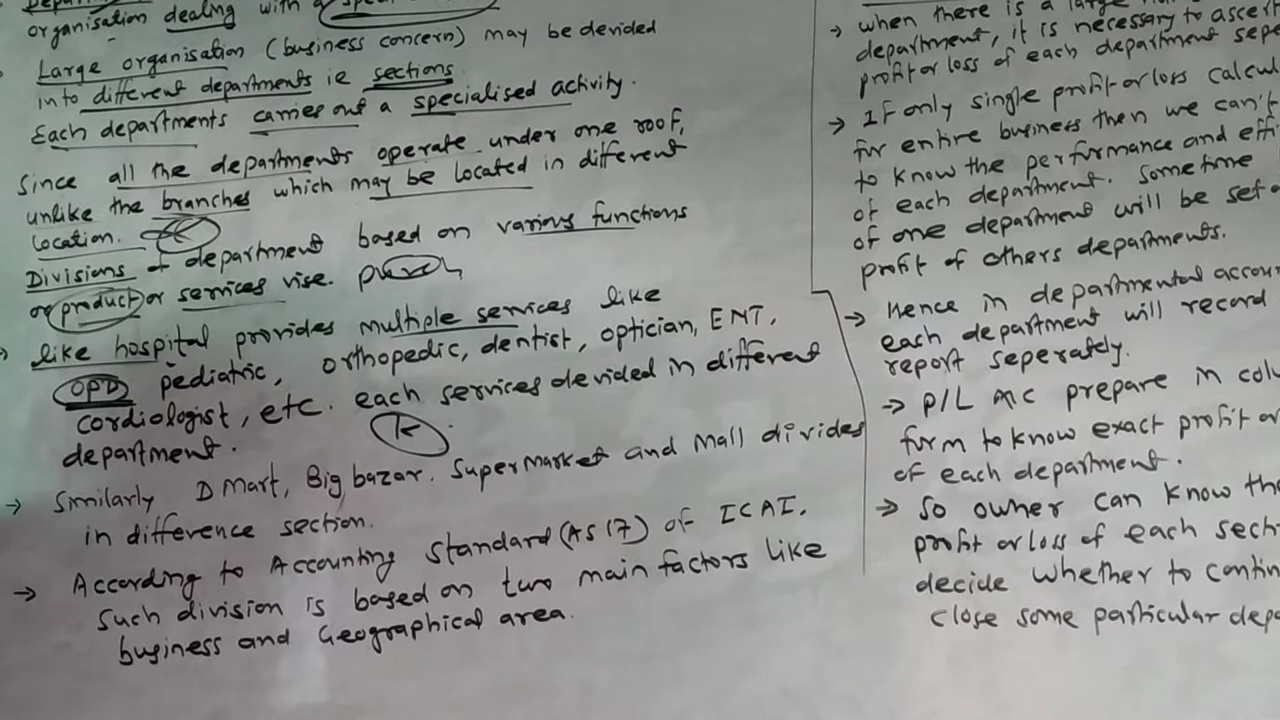 organisation dealing with a
Large organisation (business concern) may be devided
into different departments ie sections.
Each departments carries out a specialised activity.
Since all the departments operate under one roof,
unlike the branches which may be located in different
location.
Divisions of department based on various functions
or product or services vise.
like hospital provides multiple services like
OPD pediatric, orthopedic, dentist, optician, ENT,
cordiologist, etc. each services devided in different
department.
→ Similarly D Mart, Big bazar. Supermarket and Mall divides
in difference section.
→ According to Accounting Standard (AS 17) of ICAI.
Such division is based on two main factors like
business and Geographical area.
→ when there is a large
department, it is necessary to
profit or loss of each department
→ If only single profit or loss
for entire business then we can't
to know the performance and
of each department. Sometime
of one department will be set
profit of others departments.
→ Hence in departmental
each department will record
report seperately.
→ P/L A/C prepare in
form to know exact profit or
of each department.
→ So owner can know the
profit or loss of each
decide whether to
close some particular